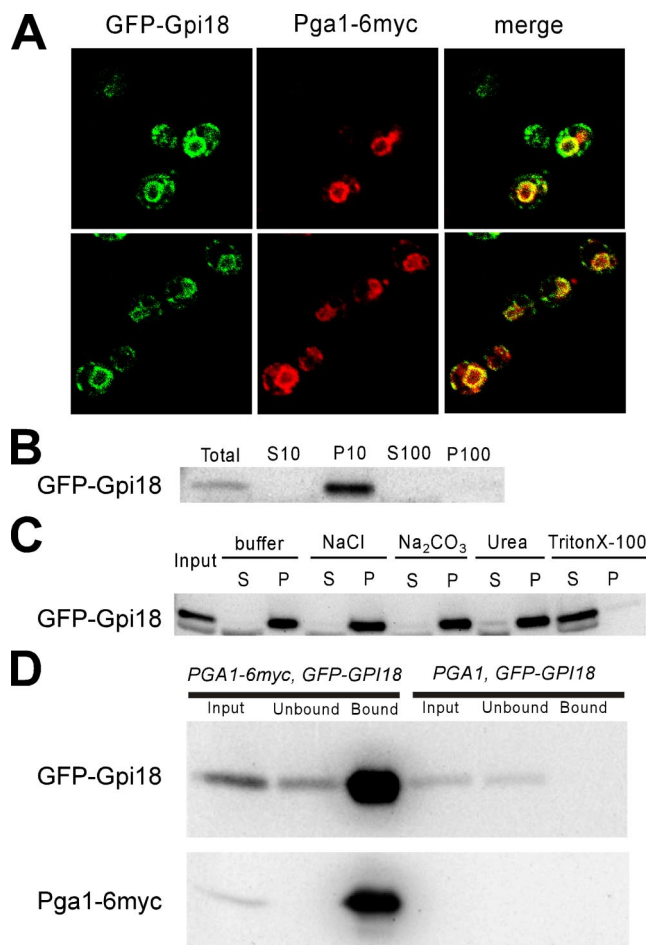 A
GFP-Gpi18 Pga1-6myc merge
B
Total S10 P10 S100 P100
GFP-Gpi18
C
Input buffer NaCl Na₂CO₃ Urea TritonX-100
S P S P S P S P S P
GFP-Gpi18
D
PGA1-6myc, GFP-GPI18 PGA1, GFP-GPI18
Input Unbound Bound Input Unbound Bound
GFP-Gpi18
Pga1-6myc